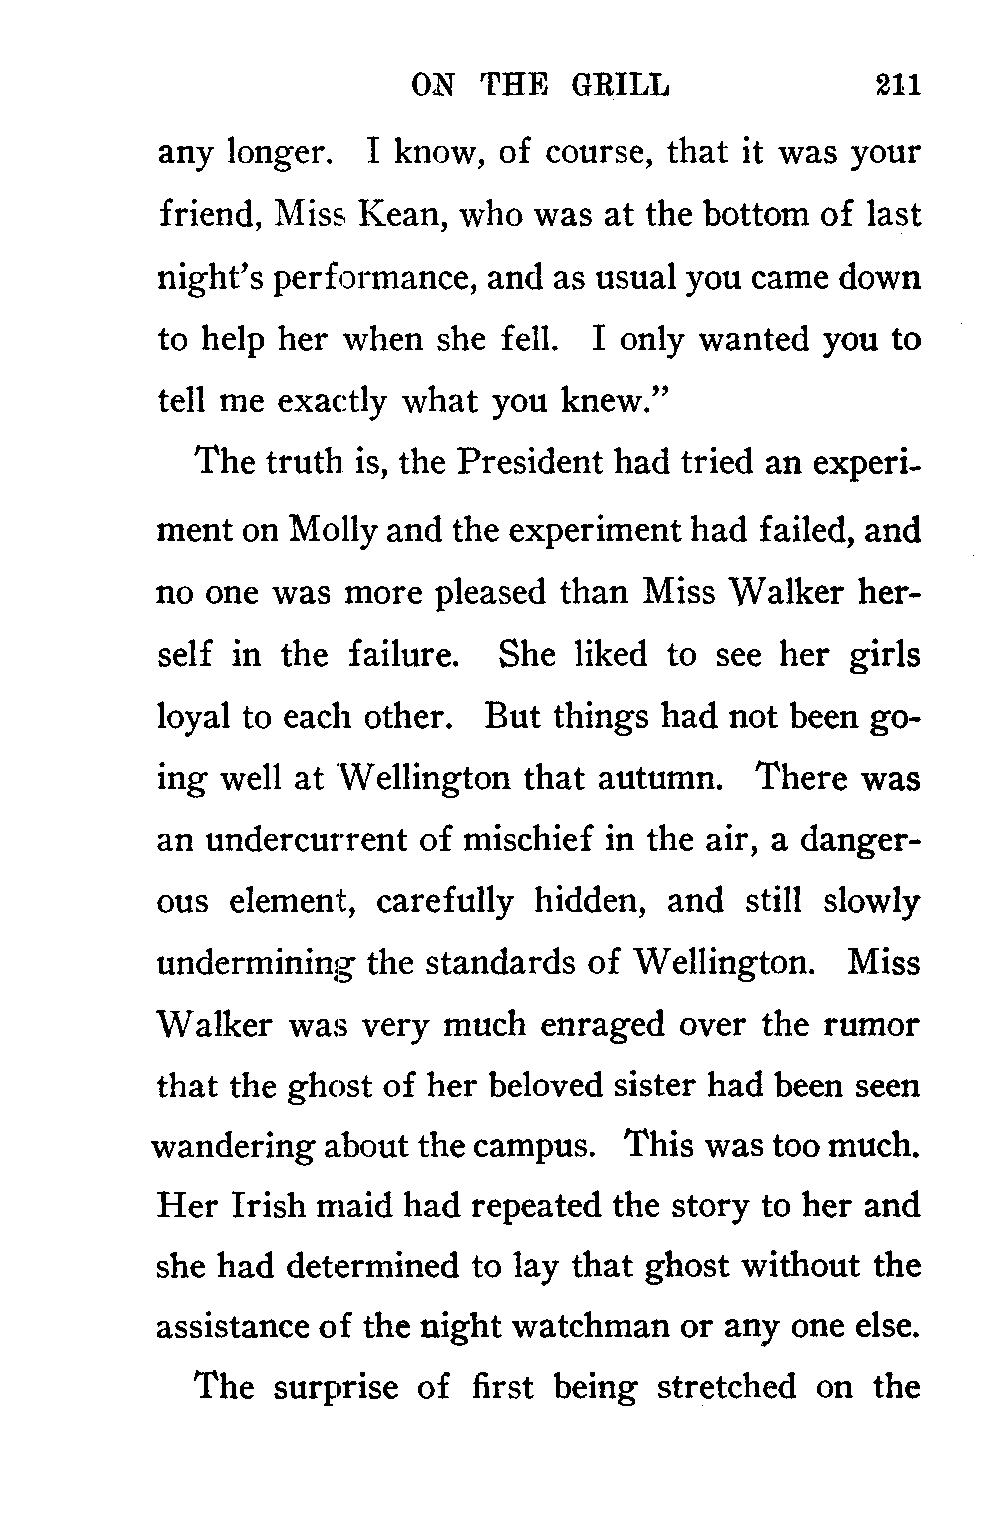 ON THE GRILL 211
any longer. I know, of course, that it was your
friend, Miss Kean, who was at the bottom of last
night's performance, and as usual you came down
to help her when she fell. I only wanted you to
tell me exactly what you knew.”
The truth is, the President had tried an experi-
ment on Molly and the experiment had failed, and
no one was more pleased than Miss Walker her-
self in the failure. She liked to see her girls
loyal to each other. But things had not been go-
ing well at Wellington that autumn. There was
an undercurrent of mischief in the air, a danger-
ous element, carefully hidden, and still slowly
undermining the standards of Wellington. Miss
Walker was very much enraged over the rumor
that the ghost of her beloved sister had been seen
wandering about the campus. This was too much.
Her Irish maid had repeated the story to her and
she had determined to lay that ghost without the
assistance of the night watchman or any one else.
The surprise of first being stretched on the